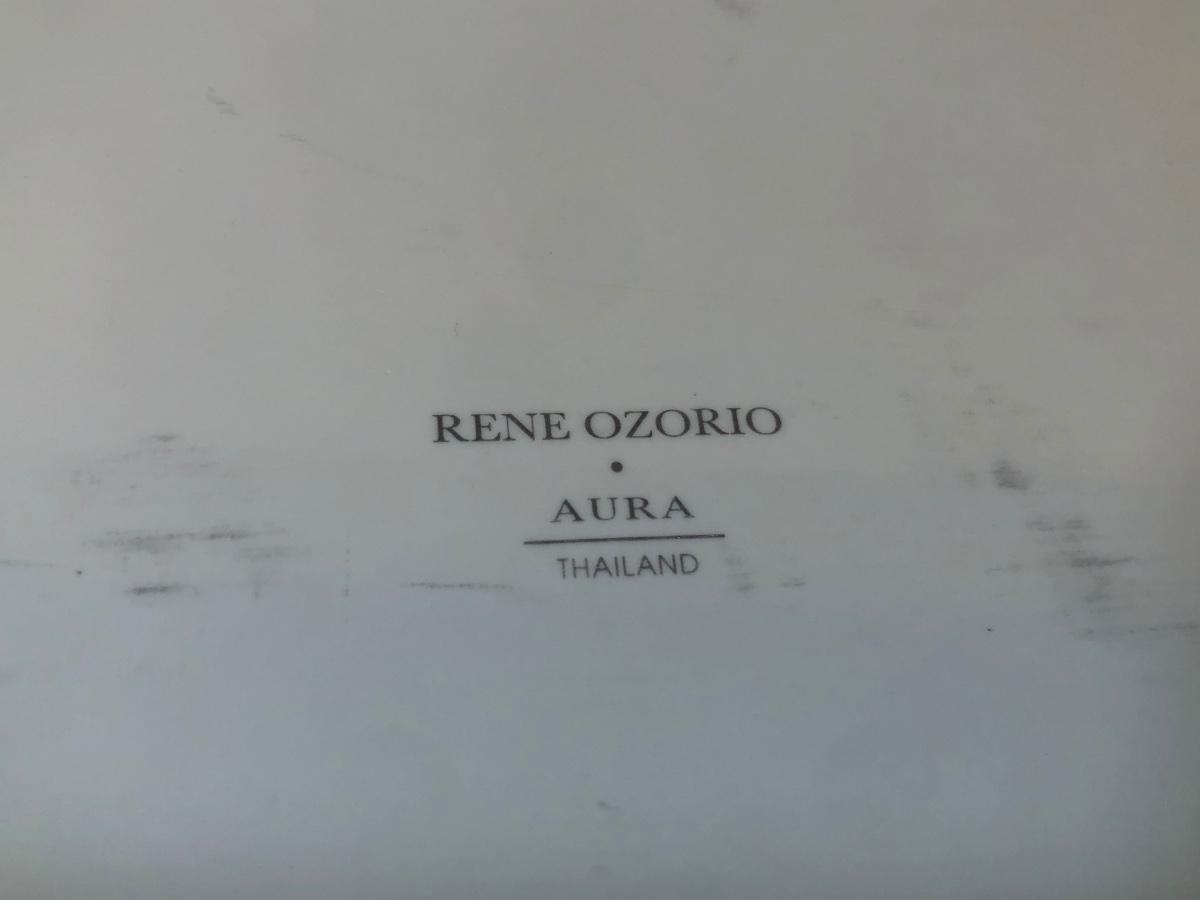 RENE OZORIO
•
AURA
THAILAND